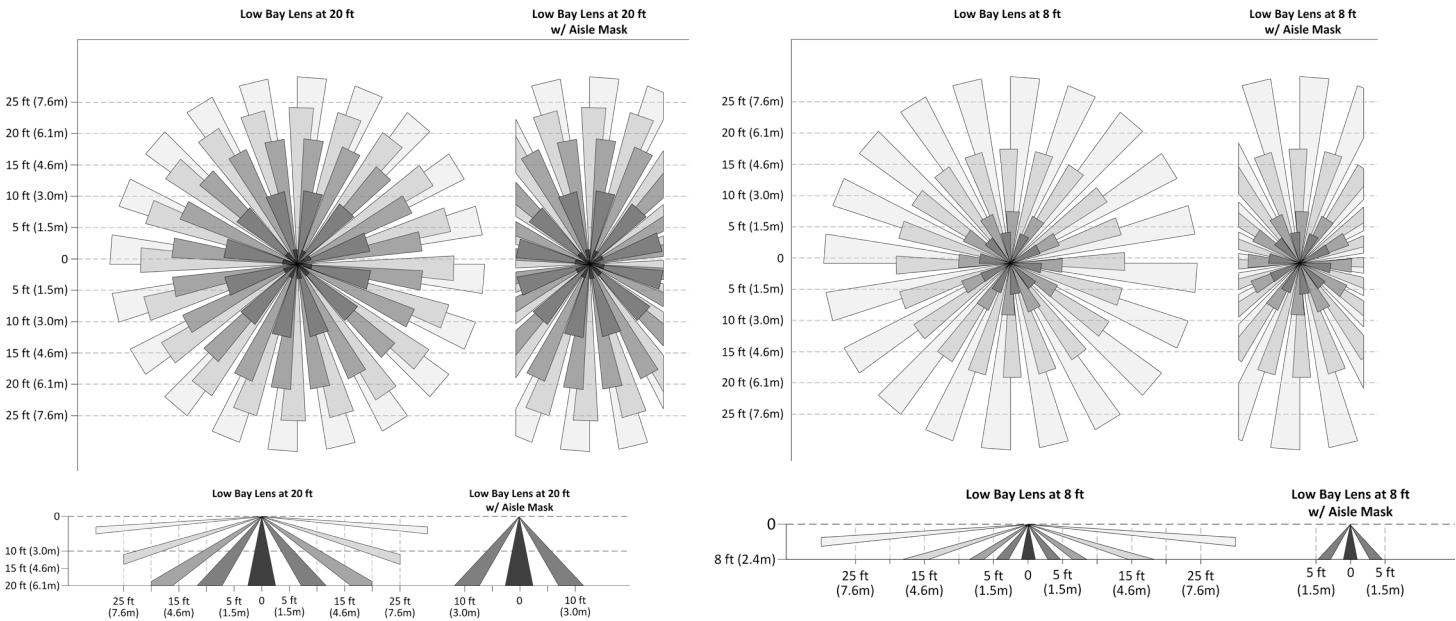 Low Bay Lens at 20 ft
Low Bay Lens at 20 ft
w/ Aisle Mask
25 ft (7.6m)
20 ft (6.1m)
15 ft (4.6m)
10 ft (3.0m)
5 ft (1.5m)
0
5 ft (1.5m)
10 ft (3.0m)
15 ft (4.6m)
20 ft (6.1m)
25 ft (7.6m)
Low Bay Lens at 8 ft
Low Bay Lens at 8 ft
w/ Aisle Mask
25 ft (7.6m)
20 ft (6.1m)
15 ft (4.6m)
10 ft (3.0m)
5 ft (1.5m)
0
5 ft (1.5m)
10 ft (3.0m)
15 ft (4.6m)
20 ft (6.1m)
25 ft (7.6m)
Low Bay Lens at 20 ft
Low Bay Lens at 20 ft
w/ Aisle Mask
0
10 ft (3.0m)
15 ft (4.6m)
20 ft (6.1m)
25 ft 15 ft 5 ft 0 5 ft 15 ft 25 ft 10 ft 0 10 ft
(7.6m) (4.6m) (1.5m) (1.5m) (4.6m) (7.6m) (3.0m) (3.0m)
Low Bay Lens at 8 ft
Low Bay Lens at 8 ft
w/ Aisle Mask
0
8 ft (2.4m)
25 ft 15 ft 5 ft 0 5 ft 15 ft 25 ft 5 ft 0 5 ft
(7.6m) (4.6m) (1.5m) (1.5m) (4.6m) (7.6m) (1.5m) (1.5m)